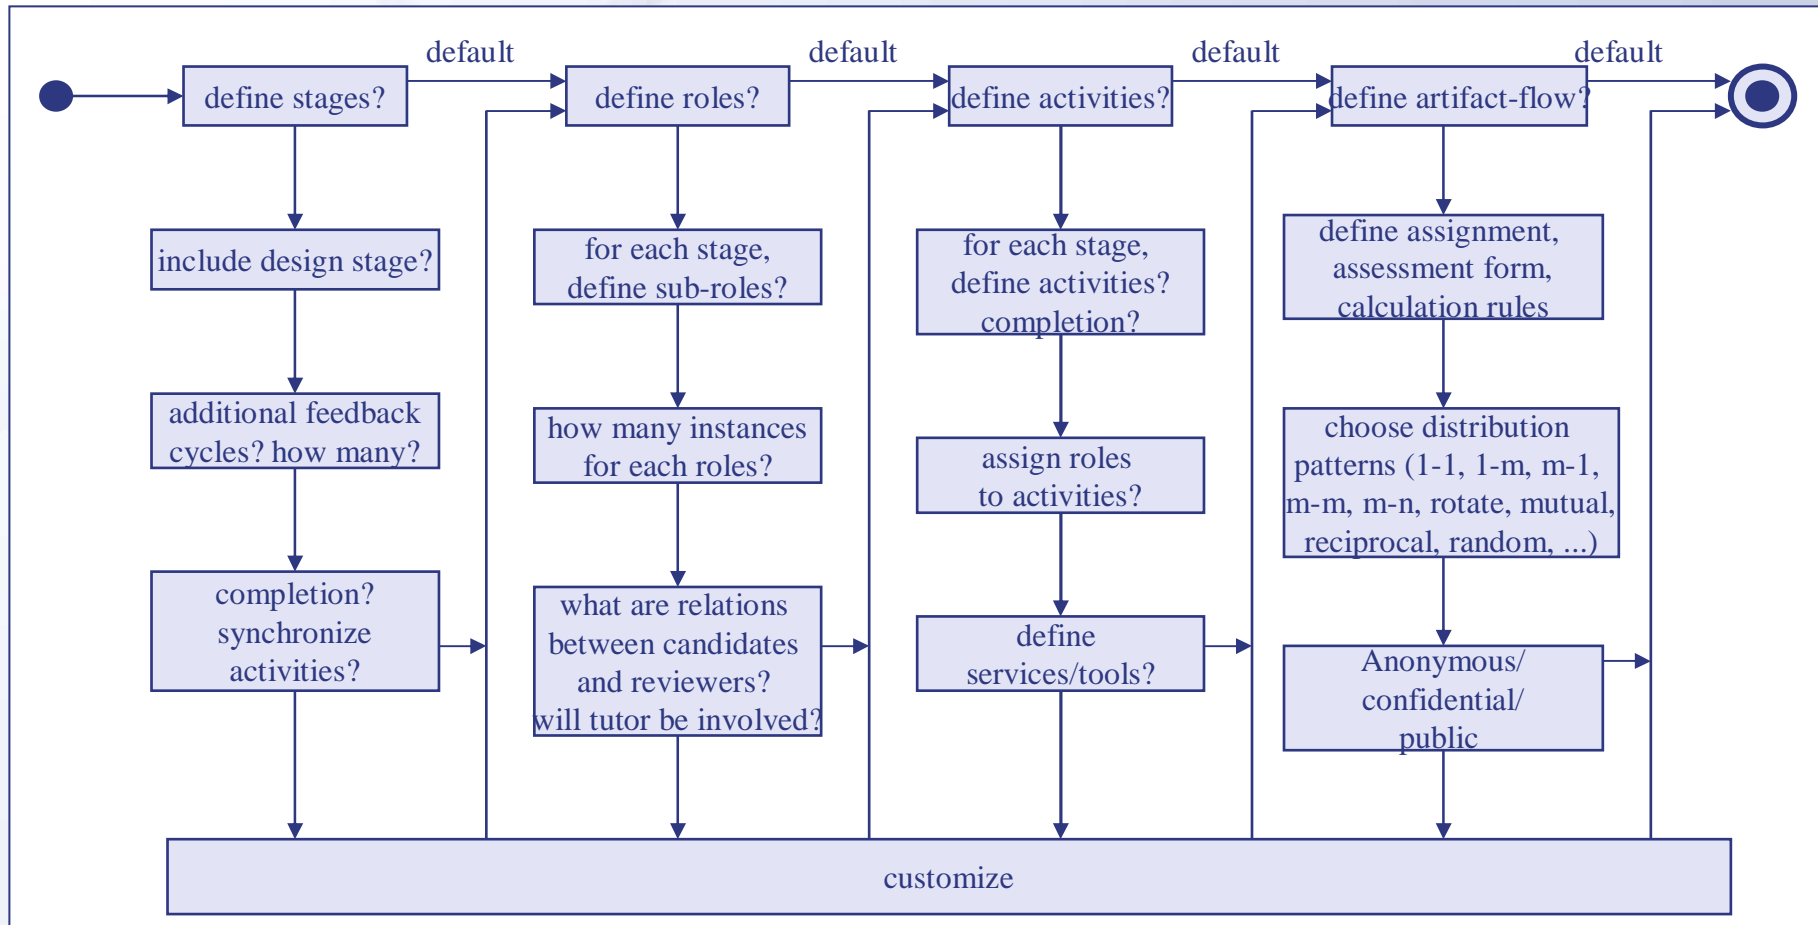 default
default
default
default
define stages?
define roles?
define activities?
define artifact-flow?
include design stage?
for each stage,
define sub-roles?
for each stage,
define activities?
completion?
define assignment,
assessment form,
calculation rules
additional feedback
cycles? how many?
how many instances
for each roles?
assign roles
to activities?
choose distribution
patterns (1-1, 1-m, m-1,
m-m, m-n, rotate, mutual,
reciprocal, random, ...)
completion?
synchronize
activities?
what are relations
between candidates
and reviewers?
will tutor be involved?
define
services/tools?
Anonymous/
confidential/
public
customize